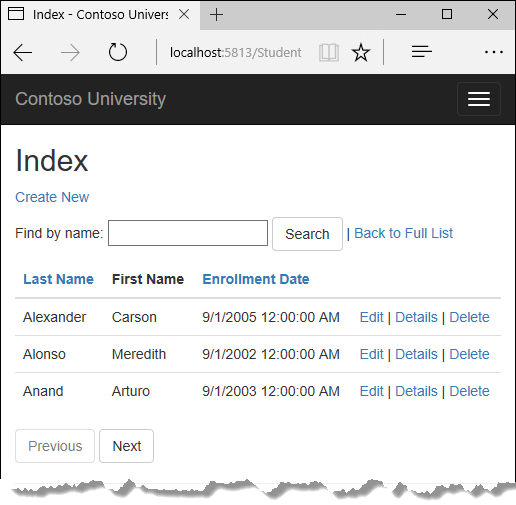 Index - Contoso Univers
localhost:5813/Student
Contoso University
Index
Create New
Find by name: Search | Back to Full List
Last Name First Name Enrollment Date
Alexander Carson 9/1/2005 12:00:00 AM Edit | Details | Delete
Alonso Meredith 9/1/2002 12:00:00 AM Edit | Details | Delete
Anand Arturo 9/1/2003 12:00:00 AM Edit | Details | Delete
Previous Next